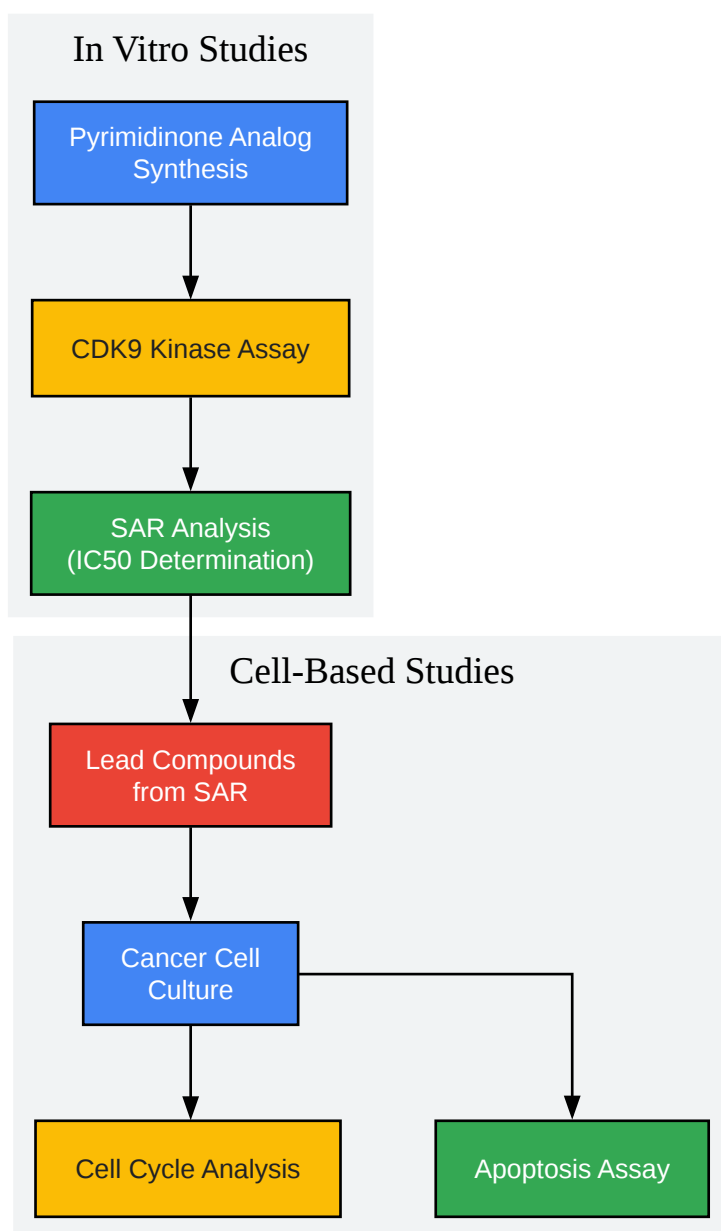 In Vitro Studies
Pyrimidinone Analog
Synthesis
CDK9 Kinase Assay
SAR Analysis
(IC50 Determination)
Cell-Based Studies
Lead Compounds
from SAR
Cancer Cell
Culture
Cell Cycle Analysis
Apoptosis Assay